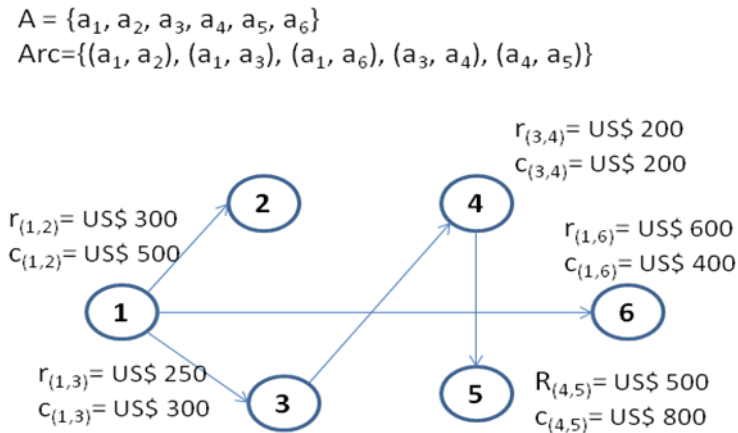 A = {a₁, a₂, a₃, a₄, a₅, a₆}
Arc={(a₁, a₂), (a₁, a₃), (a₁, a₆), (a₃, a₄), (a₄, a₅)}
r₍₃,₄₎= US$ 200
c₍₃,₄₎= US$ 200
2
4
r₍₁,₂₎= US$ 300
c₍₁,₂₎= US$ 500
r₍₁,₆₎= US$ 600
c₍₁,₆₎= US$ 400
1
6
r₍₁,₃₎= US$ 250
c₍₁,₃₎= US$ 300
3
5
R₍₄,₅₎= US$ 500
c₍₄,₅₎= US$ 800